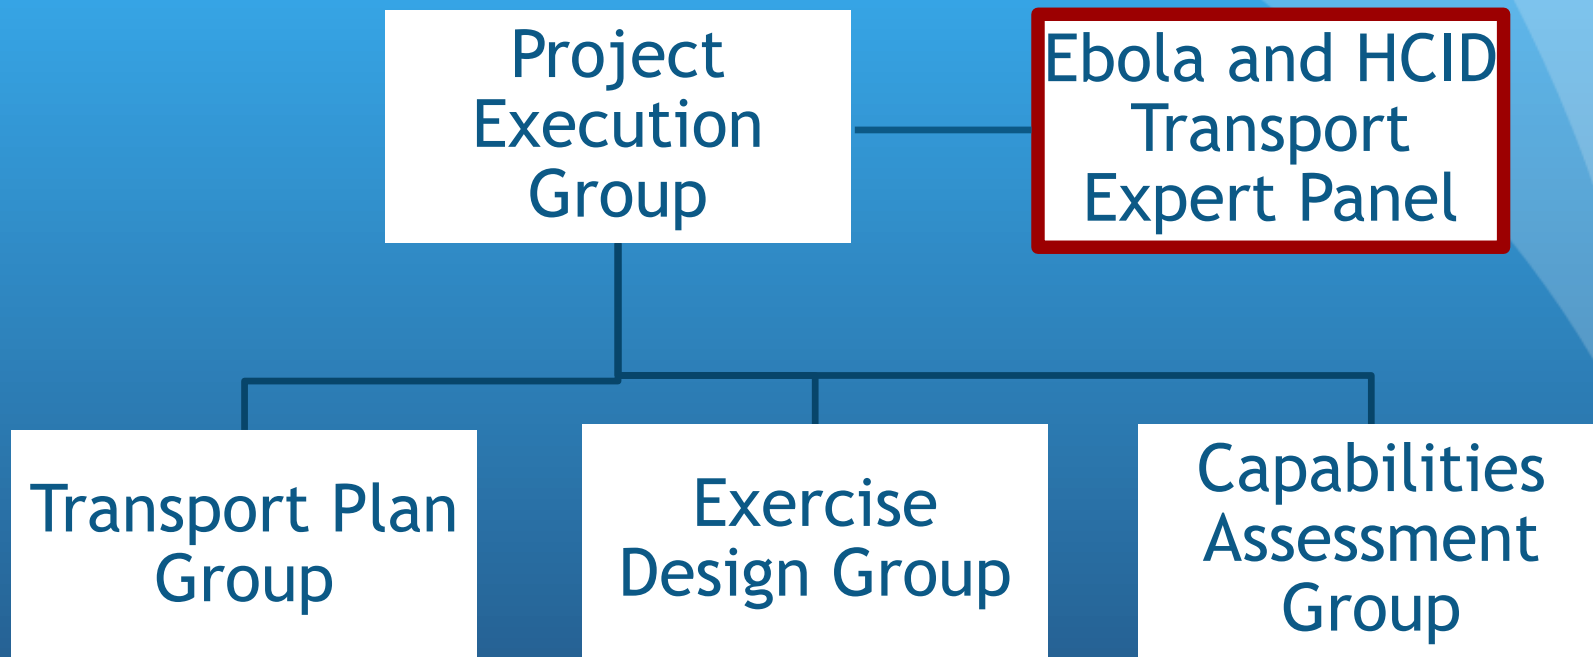 Project
Execution
Group
Ebola and HCID
Transport
Expert Panel
Transport Plan
Group
Exercise
Design Group
Capabilities
Assessment
Group